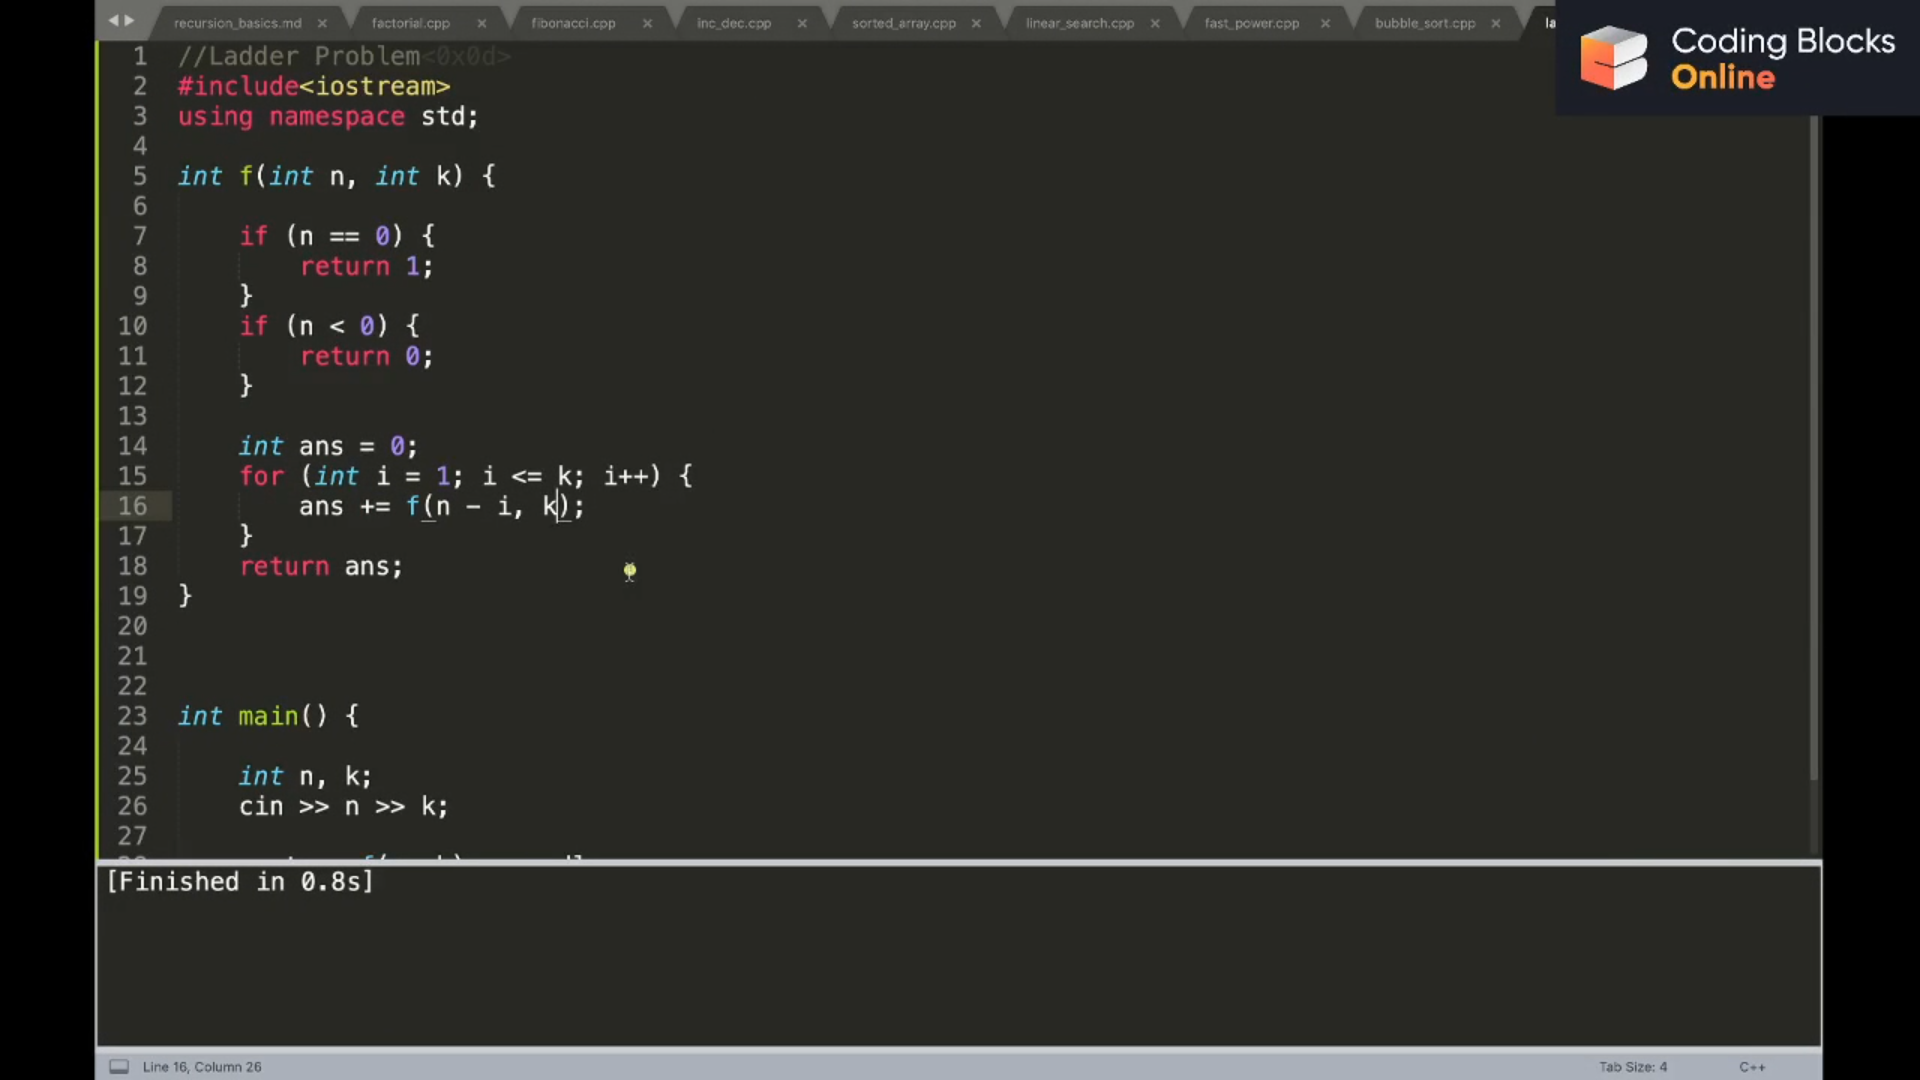 recursion_basics.md × factorial.cpp × fibonacci.cpp × inc_dec.cpp × sorted_array.cpp × linear_search.cpp × fast_power.cpp × bubble_sort.cpp × la
Coding Blocks
Online
1 //Ladder Problem<0x0d>
2 #include<iostream>
3 using namespace std;
4
5 int f(int n, int k) {
6
7 if (n == 0) {
8 return 1;
9 }
10 if (n < 0) {
11 return 0;
12 }
13
14 int ans = 0;
15 for (int i = 1; i <= k; i++) {
16 ans += f(n - i, k);
17 }
18 return ans;
19 }
20
21
22
23 int main() {
24
25 int n, k;
26 cin >> n >> k;
27
[Finished in 0.8s]
Line 16, Column 26 Tab Size: 4 C++